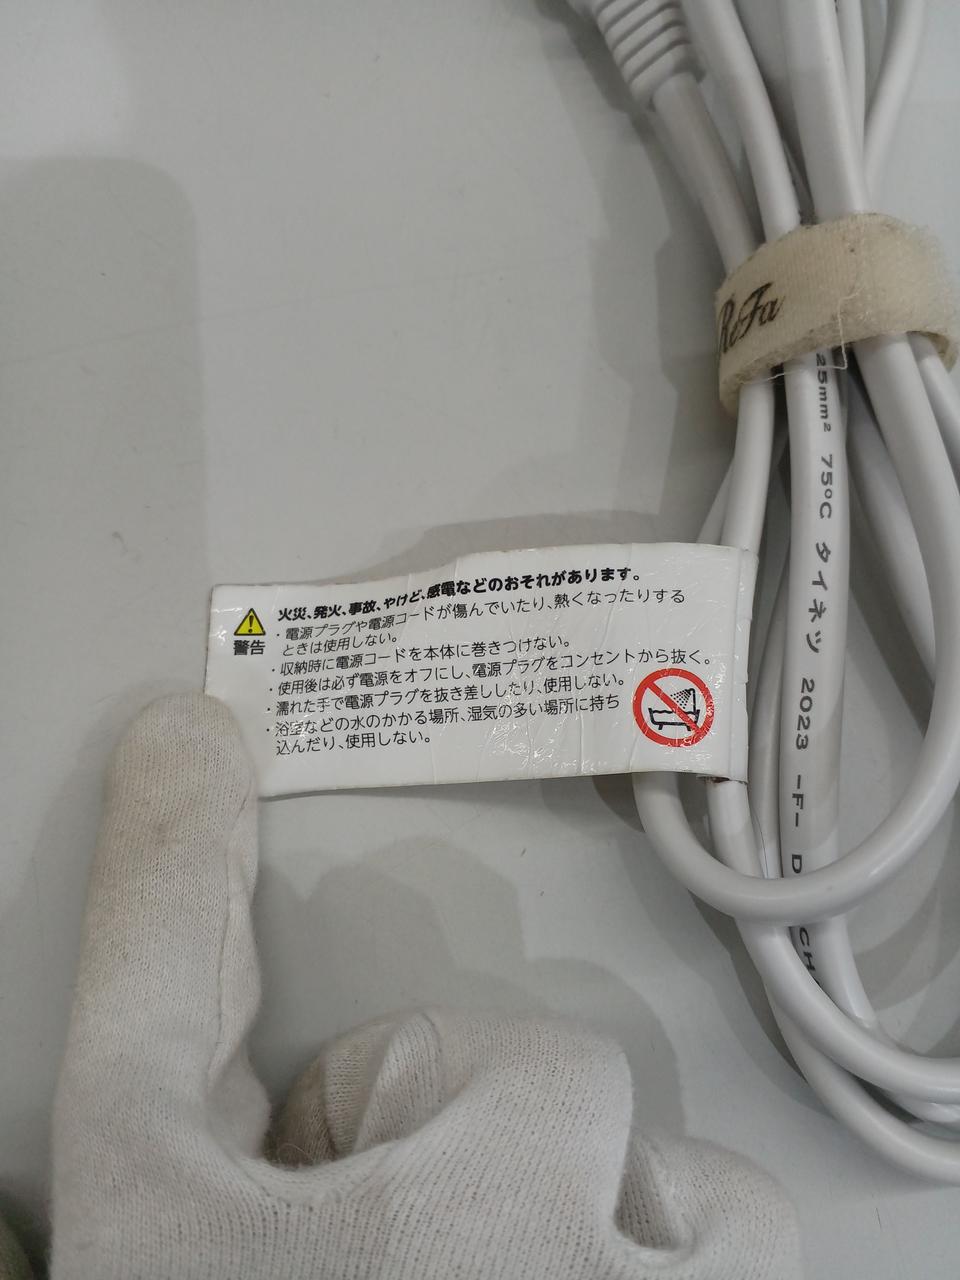 ReFa
25mm² 75°C タイネツ 2023 -F- D
CH
火災、発火、事故、やけど、感電などのおそれがあります。
警告
・電源プラグや電源コードが傷んでいたり、熱くなったりする
ときは使用しない。
・収納時に電源コードを本体に巻きつけない。
・使用後は必ず電源をオフにし、電源プラグをコンセントから抜く。
・濡れた手で電源プラグを抜き差ししたり、使用しない。
・浴室などの水のかかる場所、湿気の多い場所に持ち
込んだり、使用しない。